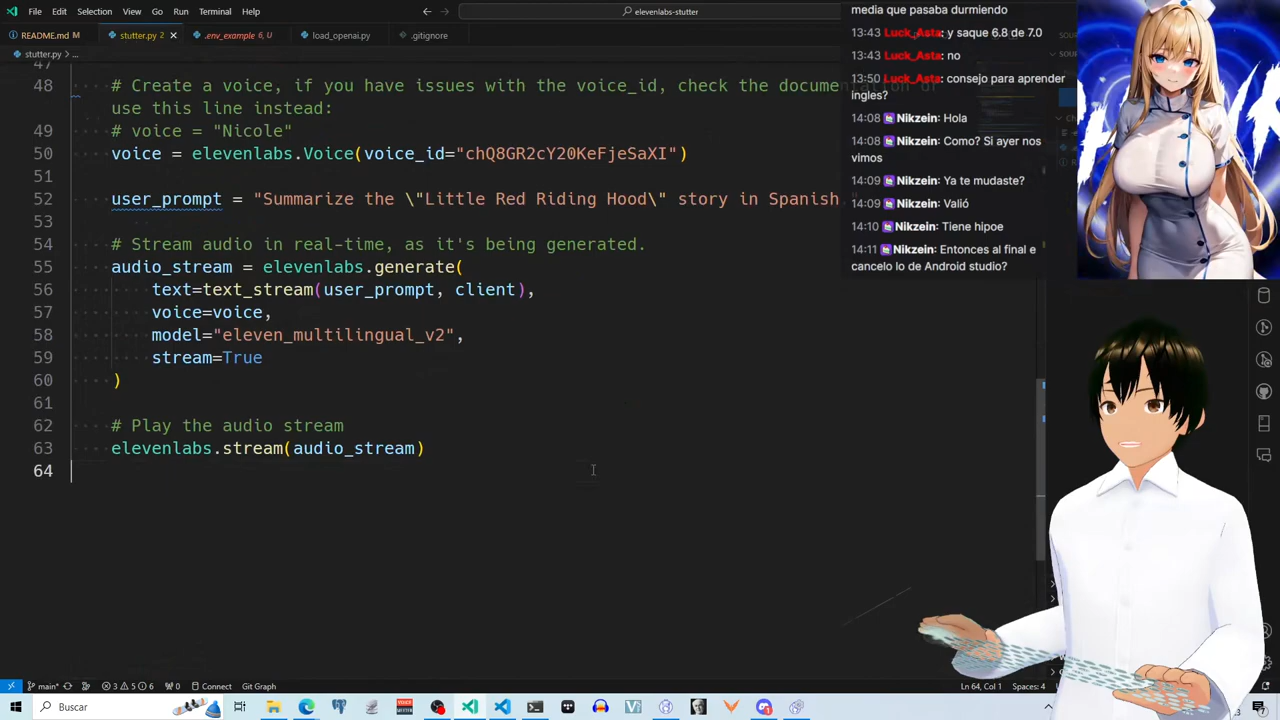 File Edit Selection View Go Run Terminal Help
elevenlabs-stutter
README.md M
stutter.py 2
.env_example 6, U
load_openai.py
.gitignore
stutter.py > ...
47
48 # Create a voice, if you have issues with the voice_id, check the documentation or
use this line instead:
49 # voice = "Nicole"
50 voice = elevenlabs.Voice(voice_id="chQ8GR2cY20KeFjeSaXI")
51
52 user_prompt = "Summarize the \"Little Red Riding Hood\" story in Spanish
53
54 # Stream audio in real-time, as it's being generated.
55 audio_stream = elevenlabs.generate(
56 text=text_stream(user_prompt, client),
57 voice=voice,
58 model="eleven_multilingual_v2",
59 stream=True
60 )
61
62 # Play the audio stream
63 elevenlabs.stream(audio_stream)
64
media que pasaba durmiendo
13:43 Luck_Asta: y saque 6.8 de 7.0
13:43 Luck_Asta: no
13:50 Luck_Asta: consejo para aprender
ingles?
14:08 Nikzein: Hola
14:08 Nikzein: Como? Si ayer nos
vimos
14:09 Nikzein: Ya te mudaste?
14:09 Nikzein: Valió
14:10 Nikzein: Tiene hipoe
14:11 Nikzein: Entonces al final e
cancelo lo de Android studio?
main* 3 5 6 0 Connect Git Graph
Ln 64, Col 1 Spaces: 4
Buscar